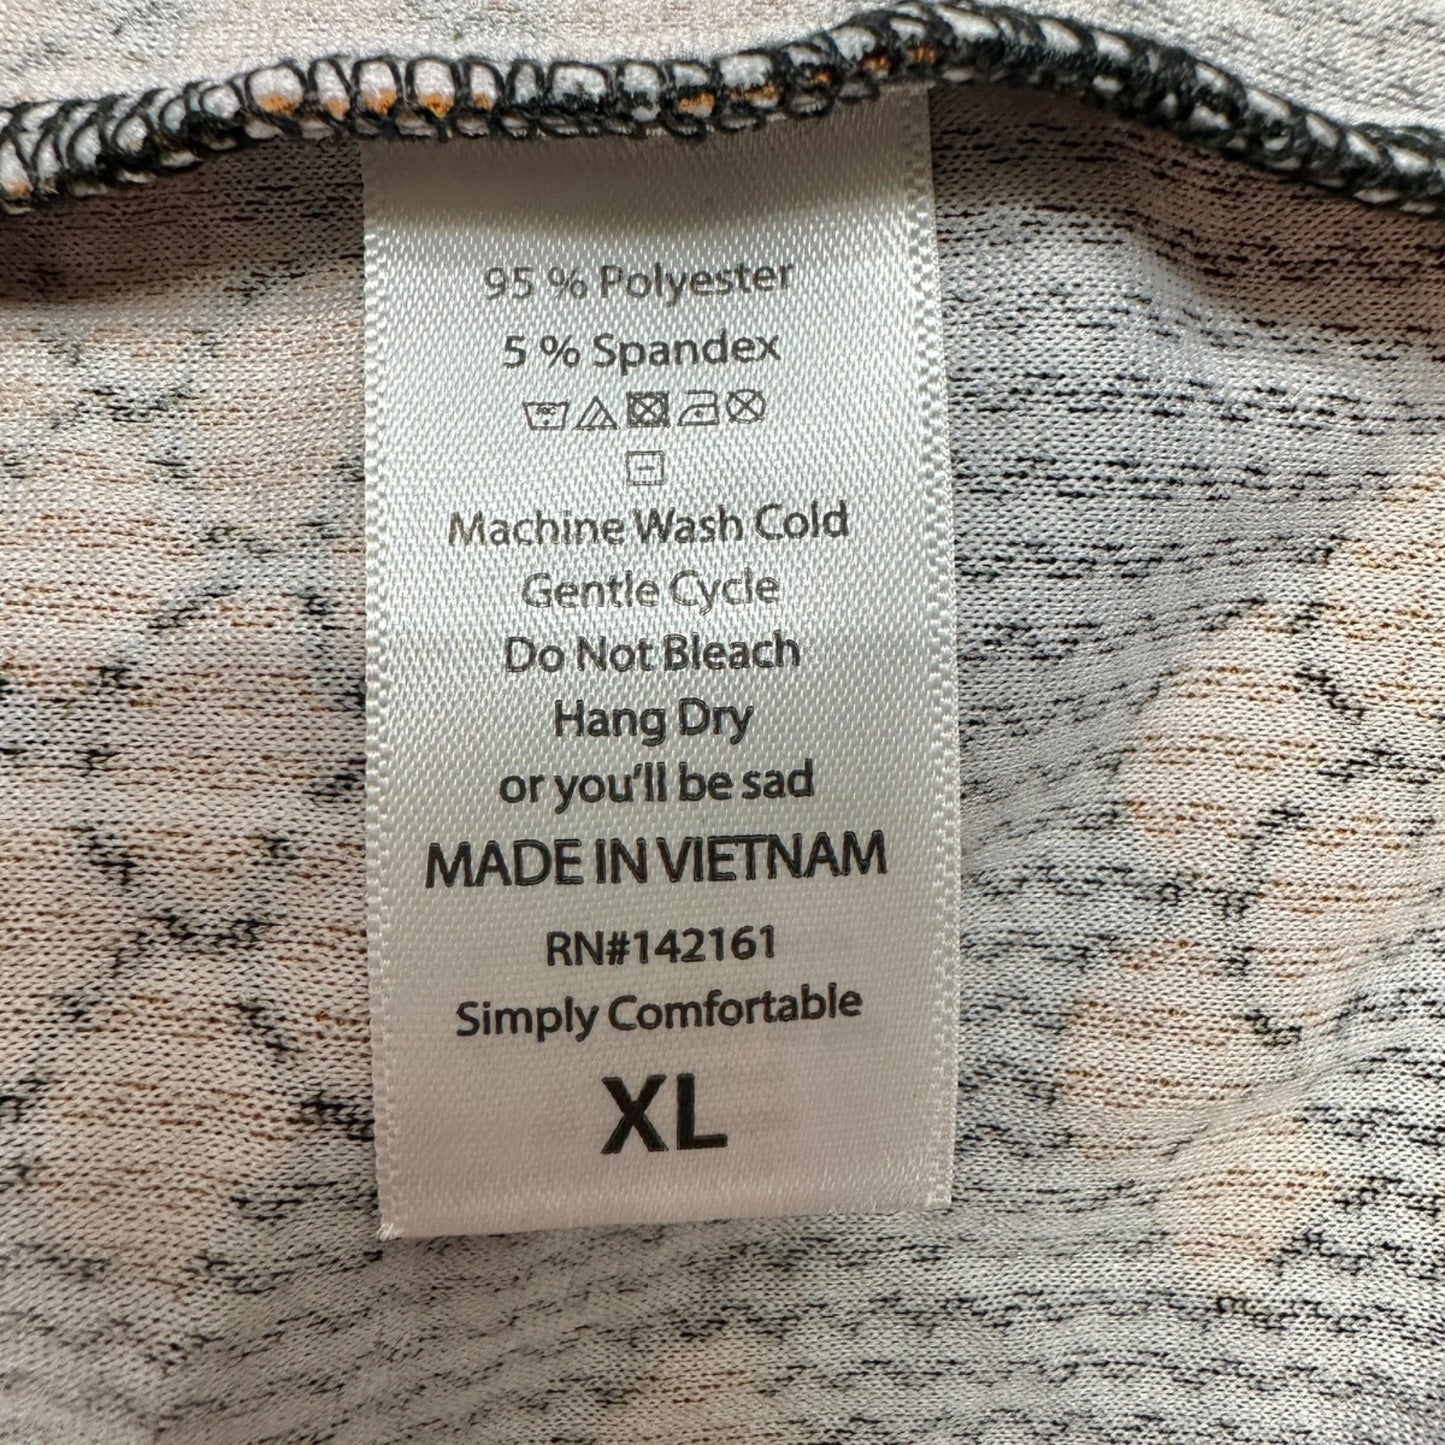 95 % Polyester
5 % Spandex
Machine Wash Cold
Gentle Cycle
Do Not Bleach
Hang Dry
or you'll be sad
MADE IN VIETNAM
RN#142161
Simply Comfortable
XL